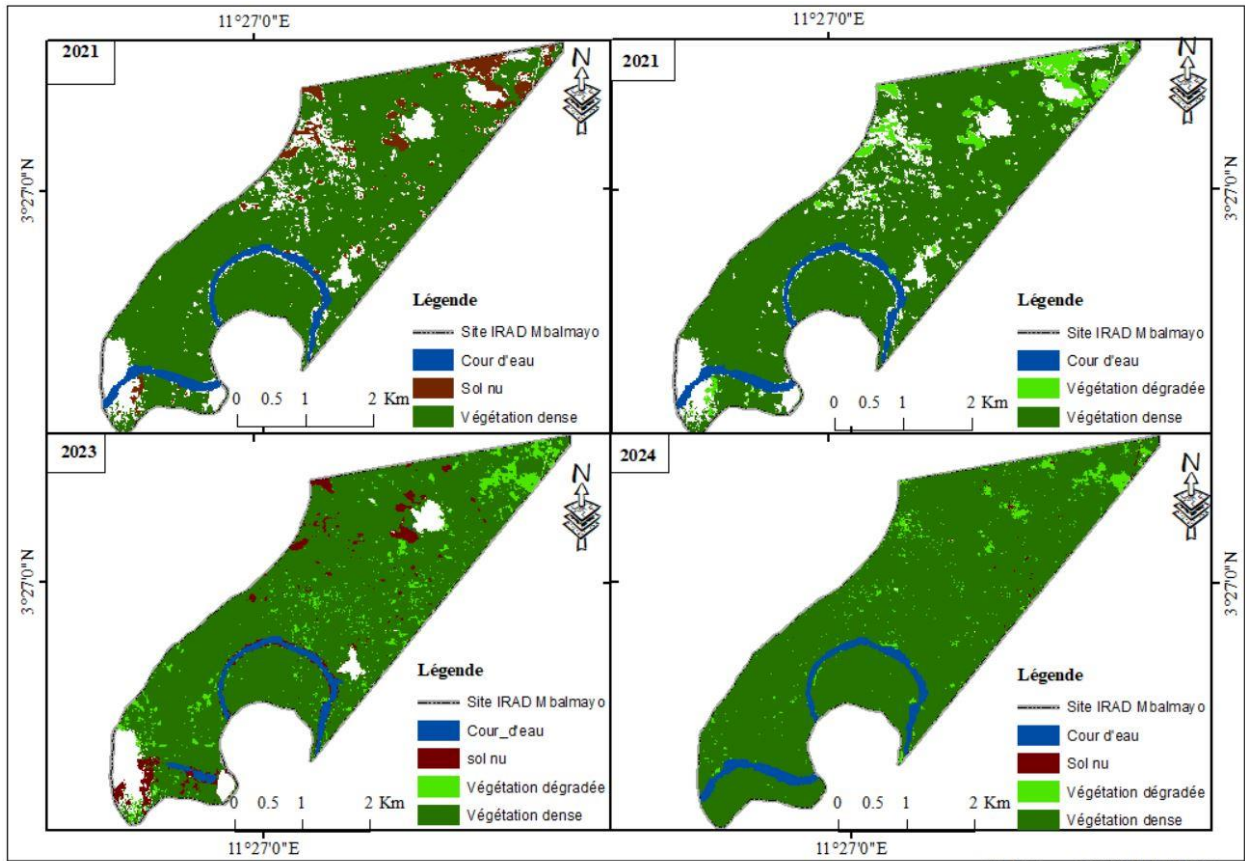 11°27'0"E 11°27'0"E
2021
N
3°27'0"N
Légende
Site IRAD Mbalmayo
Cour d'eau
Sol nu
Végétation dense
0 0.5 1 2 Km
2021
N
3°27'0"N
Légende
Site IRAD Mbalmayo
Cour d'eau
Végétation dégradée
Végétation dense
0 0.5 1 2 Km
2023
N
3°27'0"N
Légende
Site IRAD Mbalmayo
Cour_d'eau
sol nu
Végétation dégradée
Végétation dense
0 0.5 1 2 Km
2024
N
3°27'0"N
Légende
Site IRAD Mbalmayo
Cour d'eau
Sol nu
Végétation dégradée
Végétation dense
0 0.5 1 2 Km
11°27'0"E 11°27'0"E